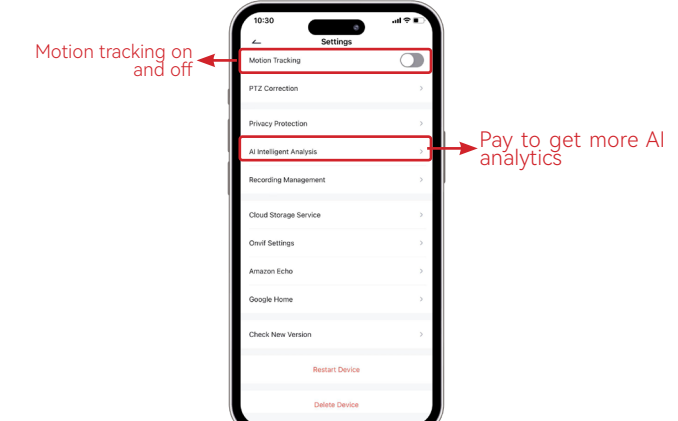 10:30
Settings
Motion tracking on
and off
Motion Tracking
PTZ Correction
Privacy Protection
AI Intelligent Analysis
Pay to get more AI
analytics
Recording Management
Cloud Storage Service
Onvif Settings
Amazon Echo
Google Home
Check New Version
Restart Device
Delete Device